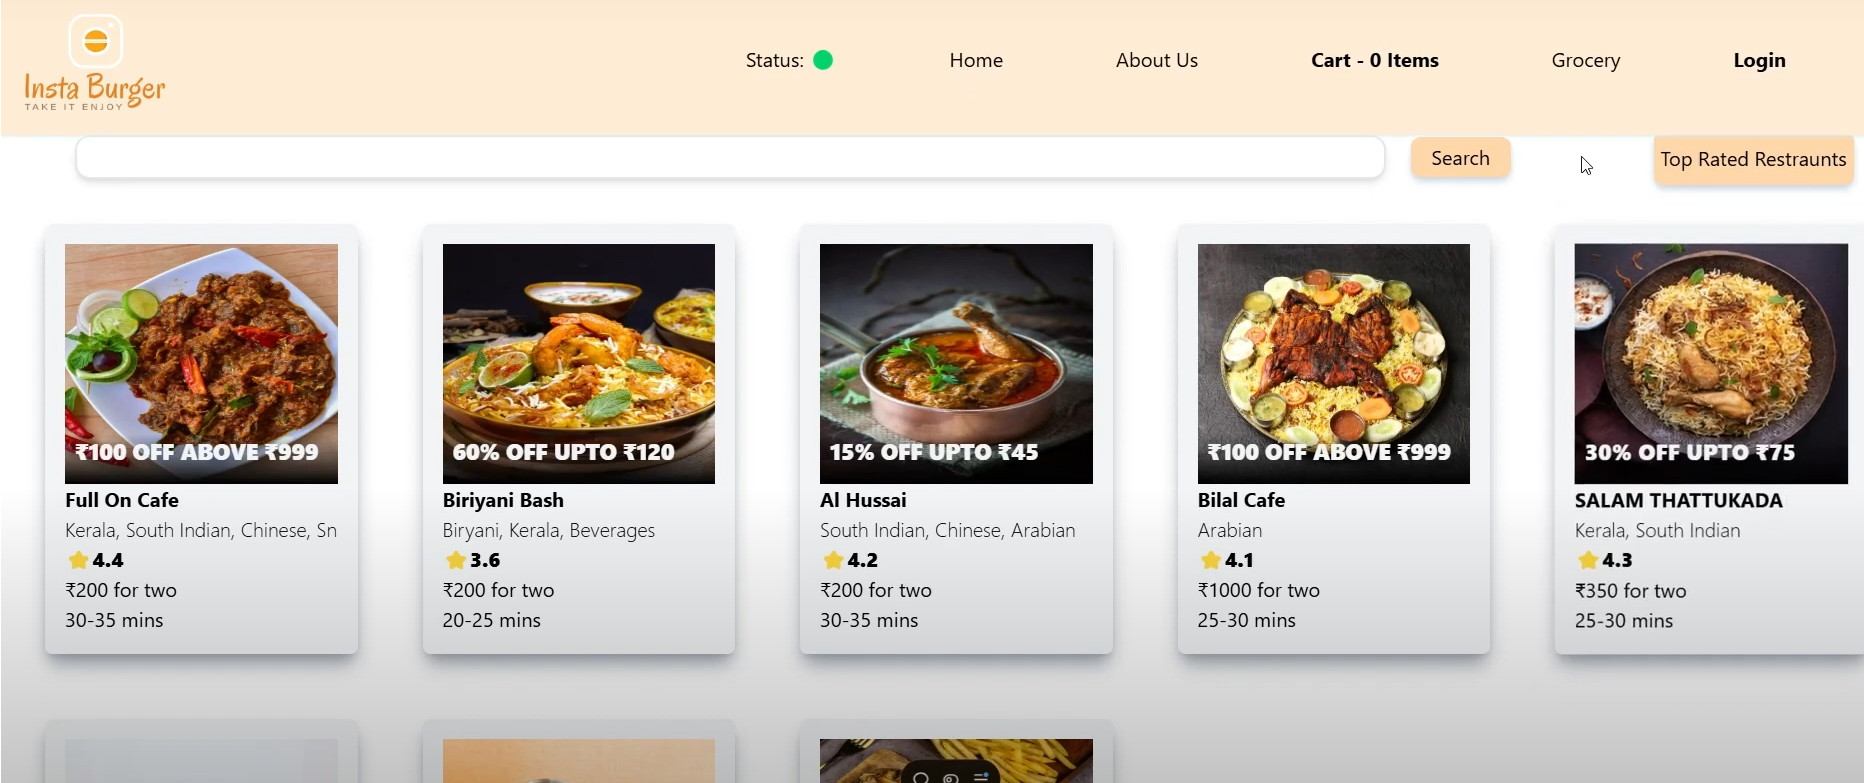 Insta Burger
TAKE IT ENJOY
Status:
Home
About Us
Cart - 0 Items
Grocery
Login
Search
Top Rated Restraunts
₹100 OFF ABOVE ₹999
Full On Cafe
Kerala, South Indian, Chinese, Sn
4.4
₹200 for two
30-35 mins
60% OFF UPTO ₹120
Biriyani Bash
Biryani, Kerala, Beverages
3.6
₹200 for two
20-25 mins
15% OFF UPTO ₹45
Al Hussai
South Indian, Chinese, Arabian
4.2
₹200 for two
30-35 mins
₹100 OFF ABOVE ₹999
Bilal Cafe
Arabian
4.1
₹1000 for two
25-30 mins
30% OFF UPTO ₹75
SALAM THATTUKADA
Kerala, South Indian
4.3
₹350 for two
25-30 mins